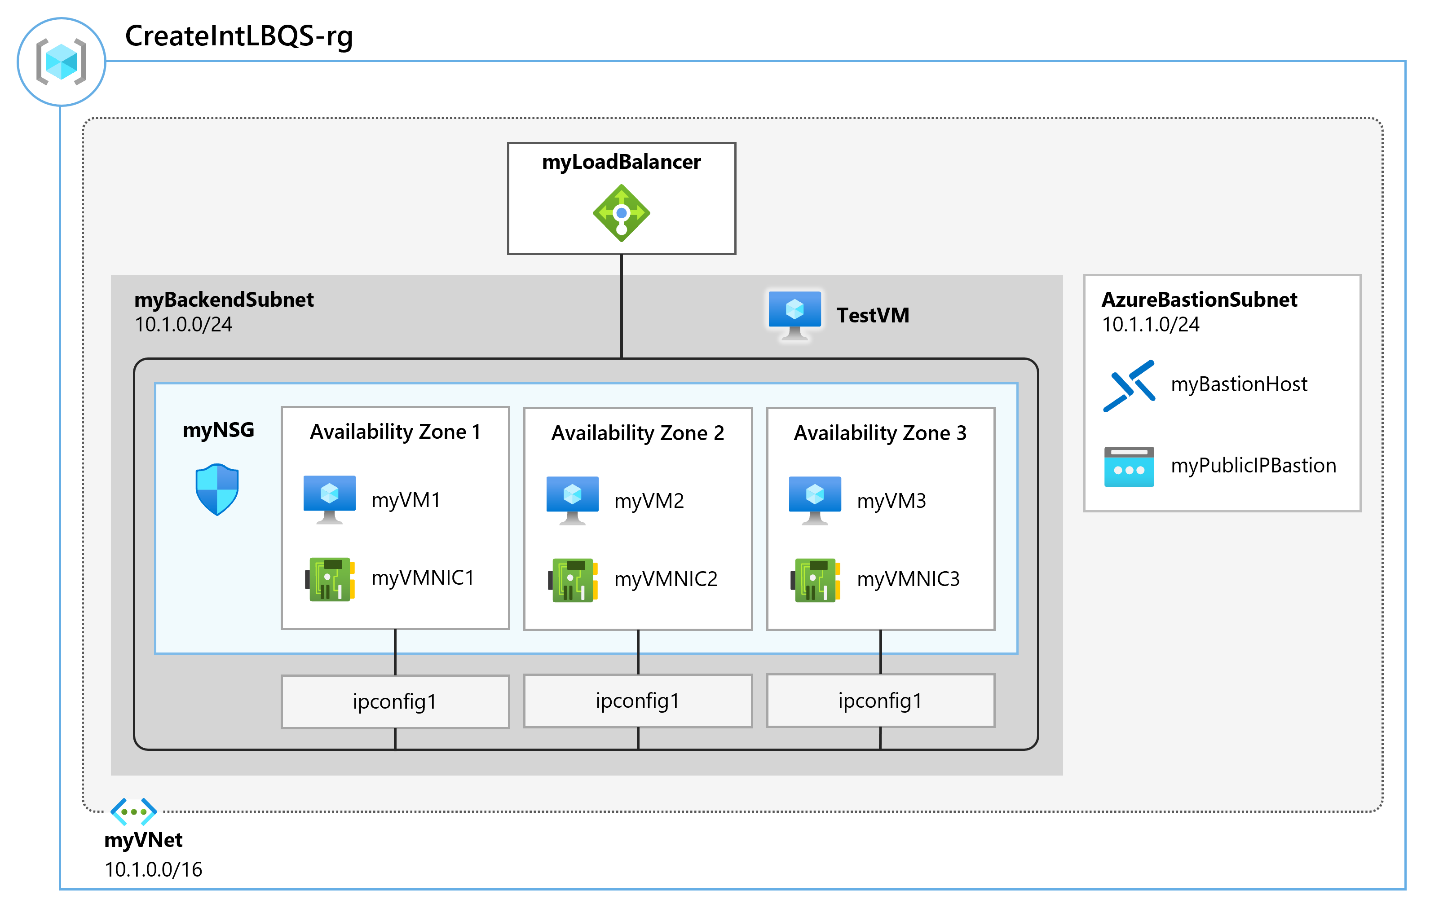 CreateIntLBQS-rg
myLoadBalancer
myBackendSubnet
10.1.0.0/24
TestVM
AzureBastionSubnet
10.1.1.0/24
myBastionHost
myPublicIPBastion
myNSG
Availability Zone 1
myVM1
myVMNIC1
Availability Zone 2
myVM2
myVMNIC2
Availability Zone 3
myVM3
myVMNIC3
ipconfig1
ipconfig1
ipconfig1
myVNet
10.1.0.0/16